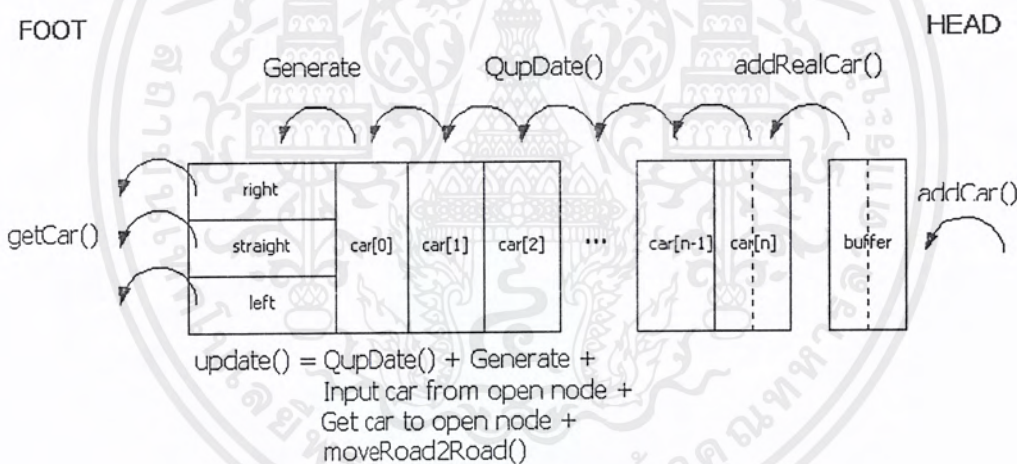 FOOT
HEAD
Generate
QupDate()
addRealCar()
right
straight
left
getCar()
car[0]
car[1]
car[2]
...
car[n-1]
car[n]
buffer
addCar()
update() = QupDate() + Generate +
Input car from open node +
Get car to open node +
moveRoad2Road()